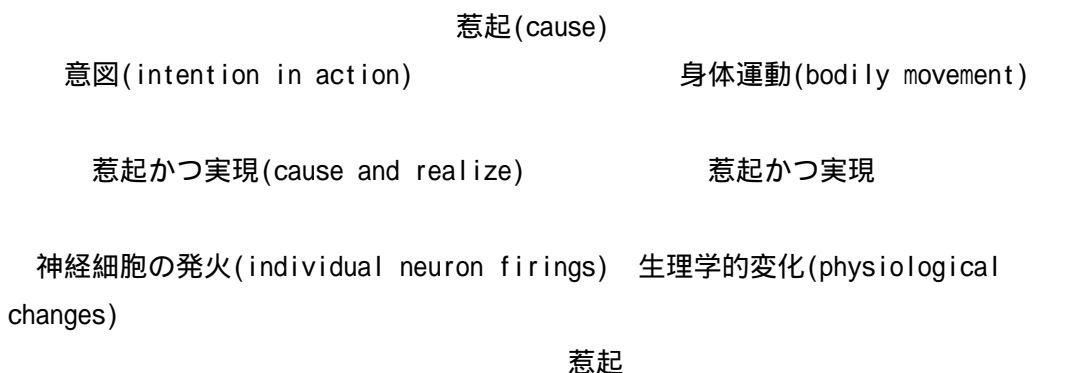 惹起(cause)
意図(intention in action) 身体運動(bodily movement)
惹起かつ実現(cause and realize) 惹起かつ実現
神経細胞の発火(individual neuron firings) 生理学的変化(physiological
changes)
惹起